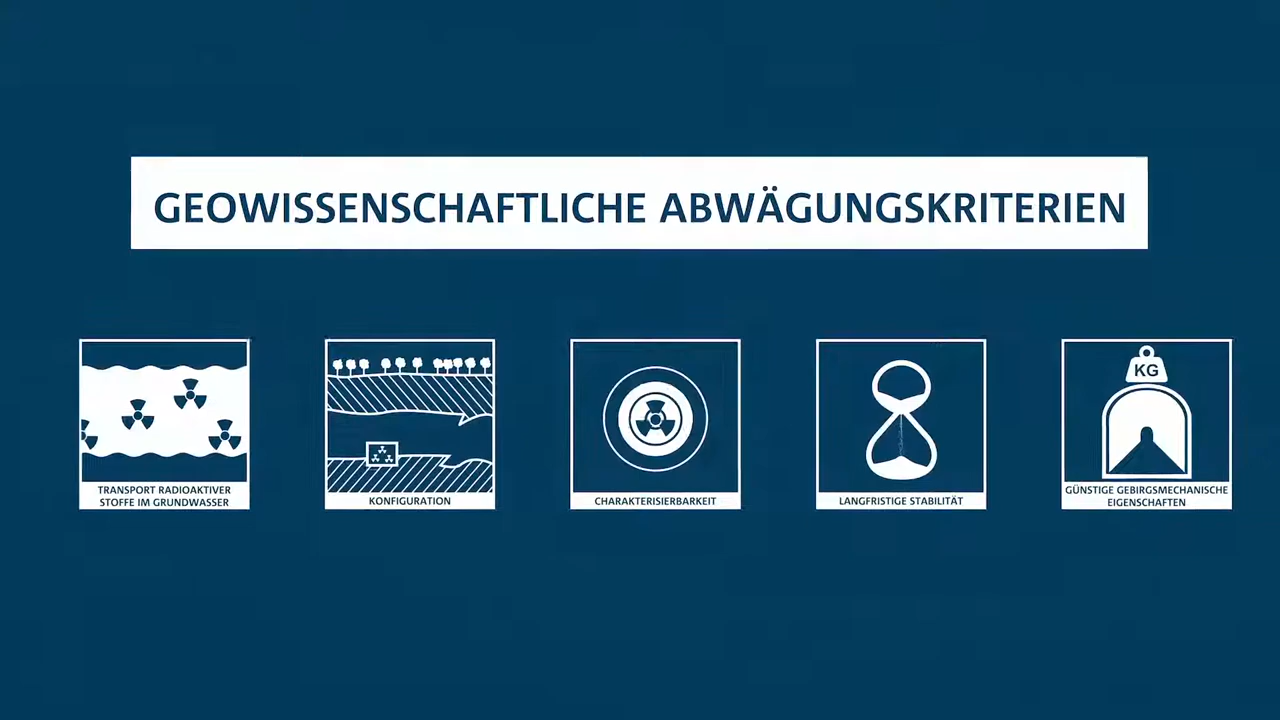 GEOWISSENSCHAFTLICHE ABWÄGUNGSKRITERIEN
TRANSPORT RADIOAKTIVER
STOFFE IM GRUNDWASSER
KONFIGURATION
CHARAKTERISIERBARKEIT
LANGFRISTIGE STABILITÄT
KG
GÜNSTIGE GEBIRGSMECHANISCHE
EIGENSCHAFTEN